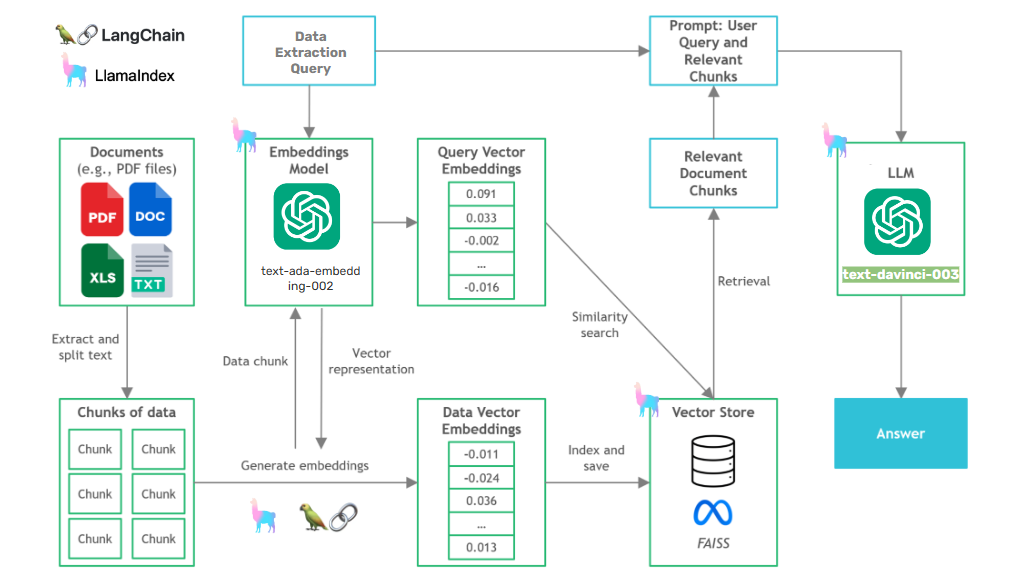 LangChain
LlamaIndex
Data
Extraction
Query
Prompt: User
Query and
Relevant
Chunks
Documents
(e.g., PDF files)
PDF
DOC
XLS
TXT
Embeddings
Model
text-ada-embedd
ing-002
Query Vector
Embeddings
0.091
0.033
-0.002
...
-0.016
Relevant
Document
Chunks
LLM
text-davinci-003
Extract and
split text
Data chunk
Vector
representation
Similarity
search
Retrieval
Chunks of data
Chunk
Chunk
Chunk
Chunk
Chunk
Chunk
Generate embeddings
Data Vector
Embeddings
-0.011
-0.024
0.036
...
0.013
Index and
save
Vector Store
FAISS
Answer